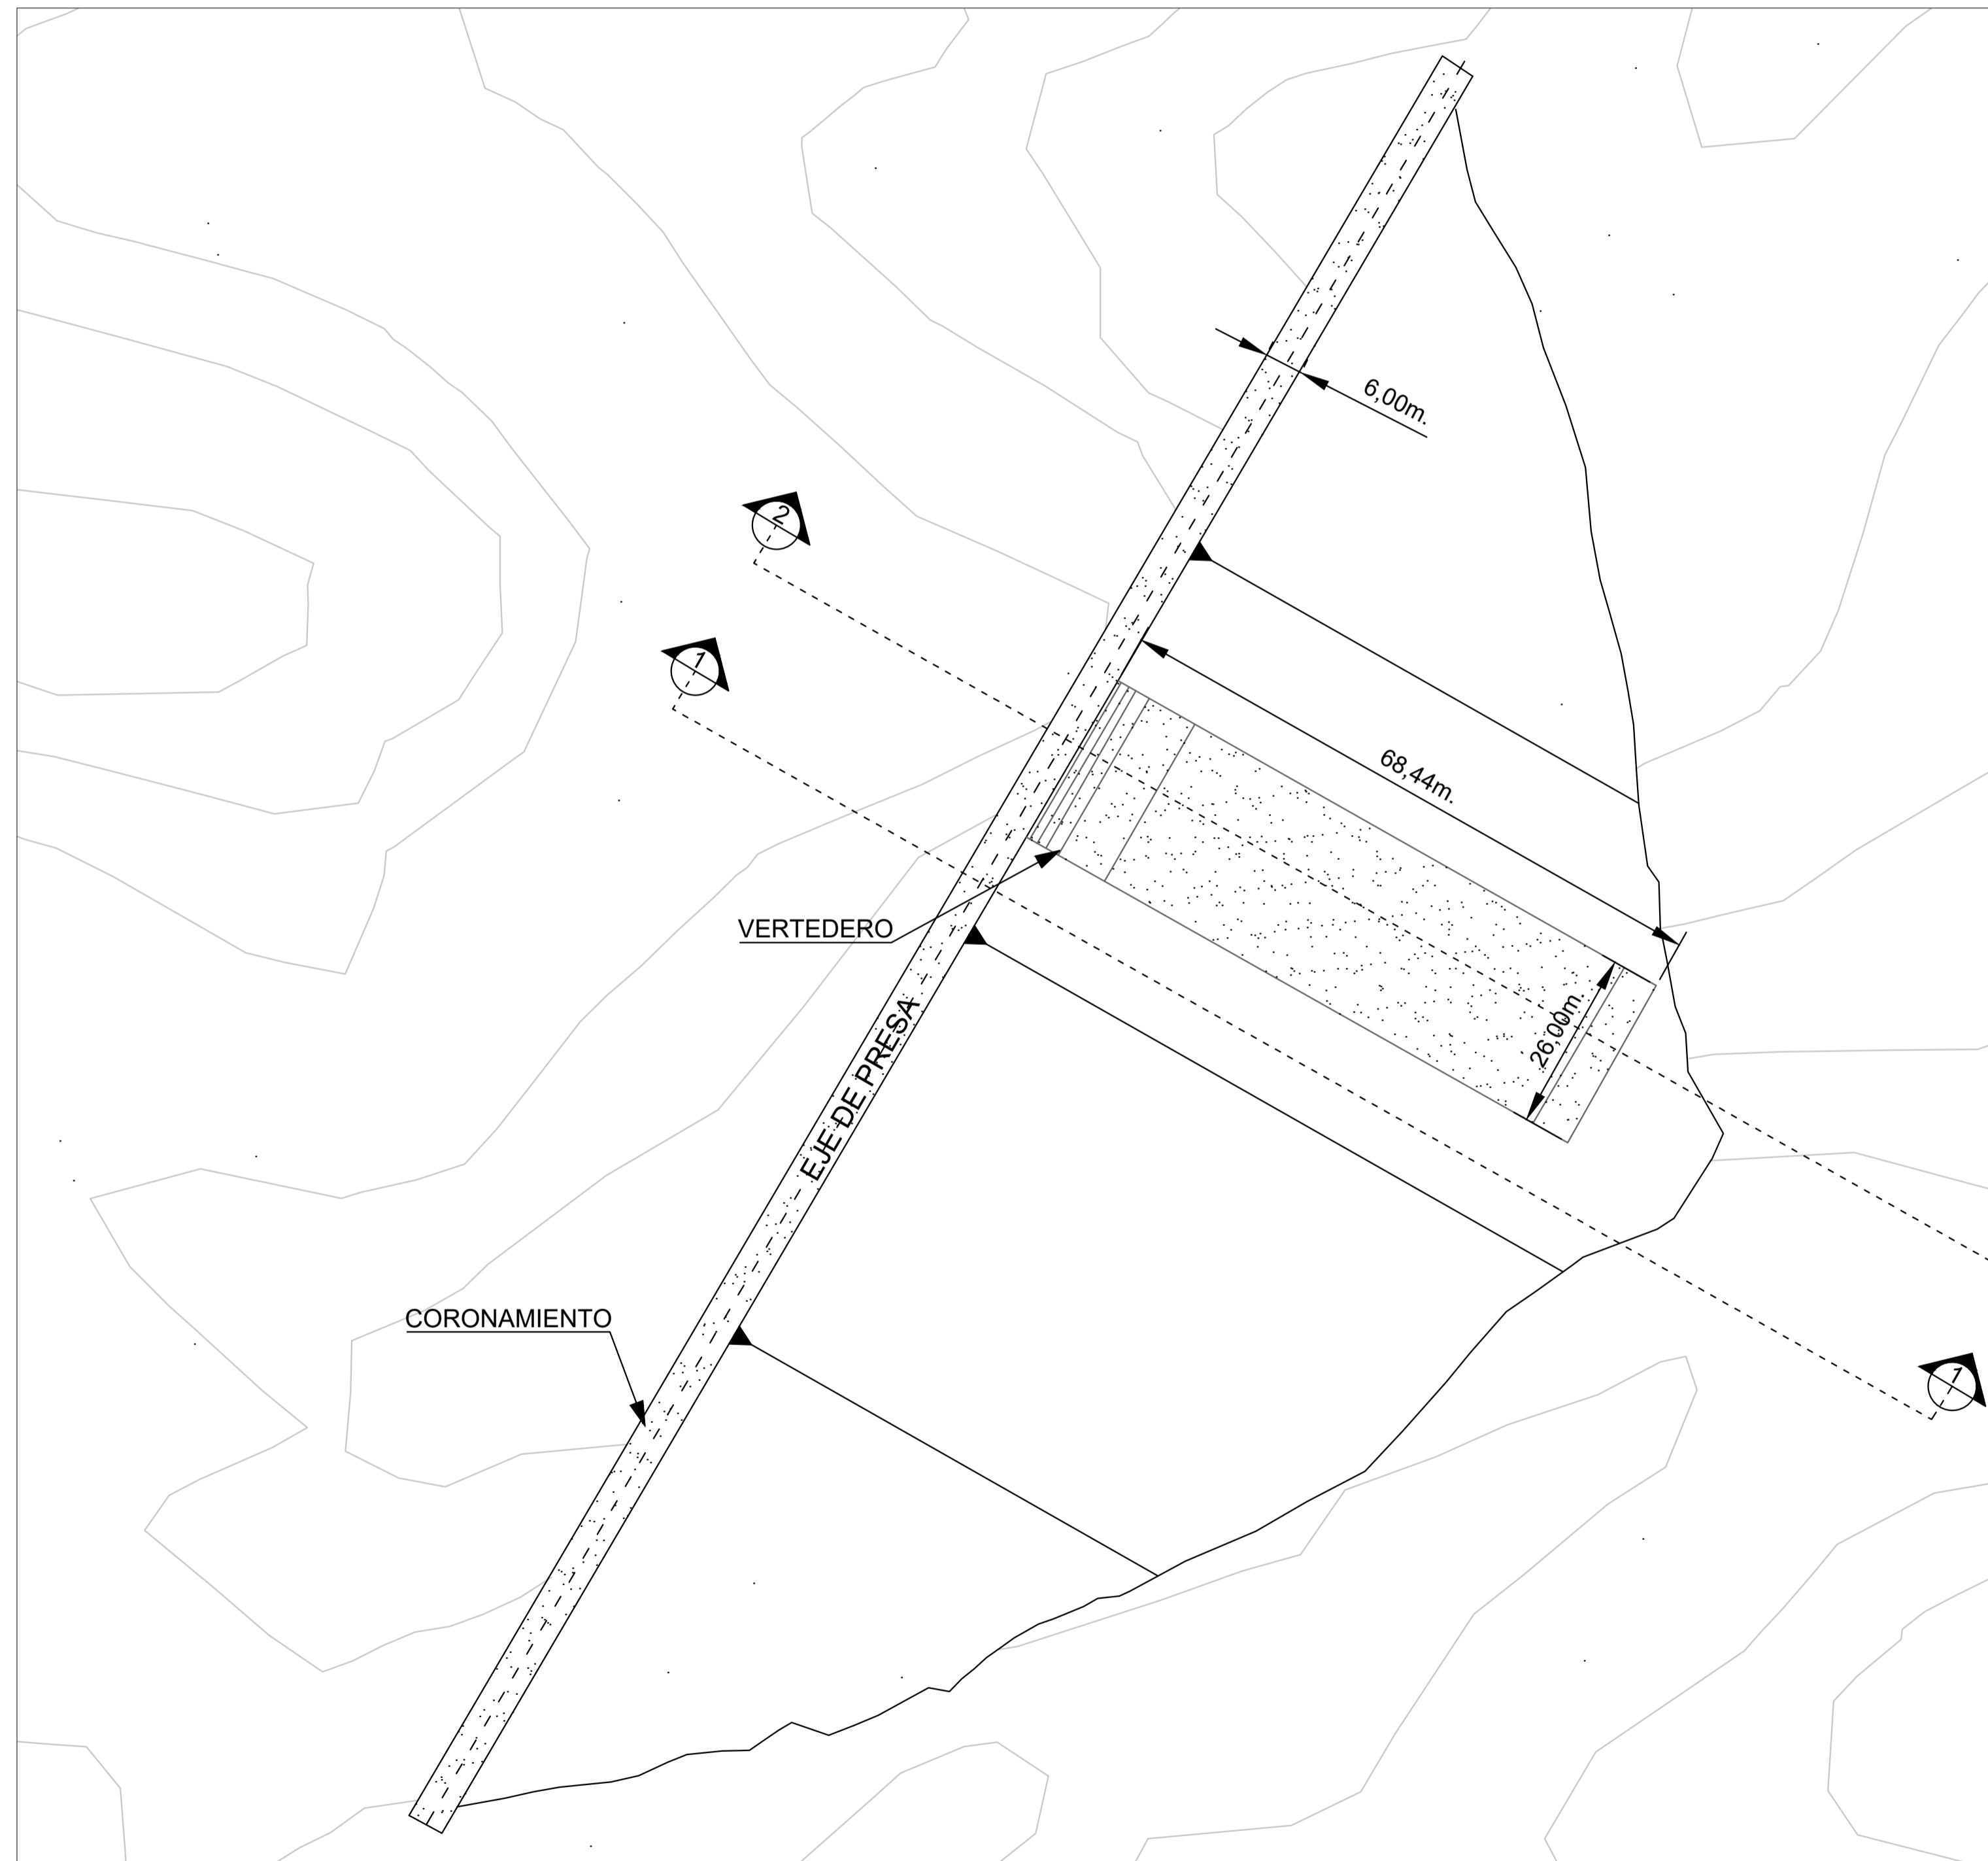 6,00m.
2
1
68,44m.
VERTEDERO
26,00m.
EJE DE PRESA
CORONAMIENTO
1